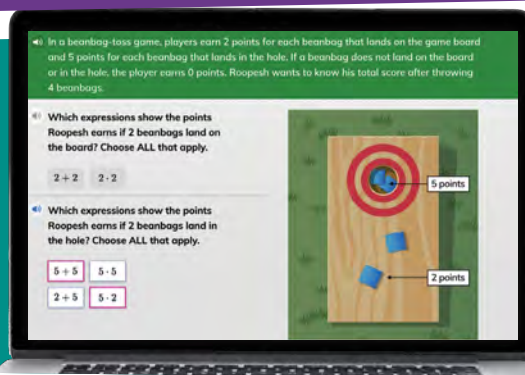 In a beanbag-toss game, players earn 2 points for each beanbag that lands on the game board
and 5 points for each beanbag that lands in the hole. If a beanbag does not land on the board
or in the hole, the player earns 0 points. Roopesh wants to know his total score after throwing
4 beanbags.
Which expressions show the points
Roopesh earns if 2 beanbags land on
the board? Choose ALL that apply.
2 + 2 2 · 2
Which expressions show the points
Roopesh earns if 2 beanbags land in
the hole? Choose ALL that apply.
5 + 5 5 · 5
2 + 5 5 · 2
5 points
2 points